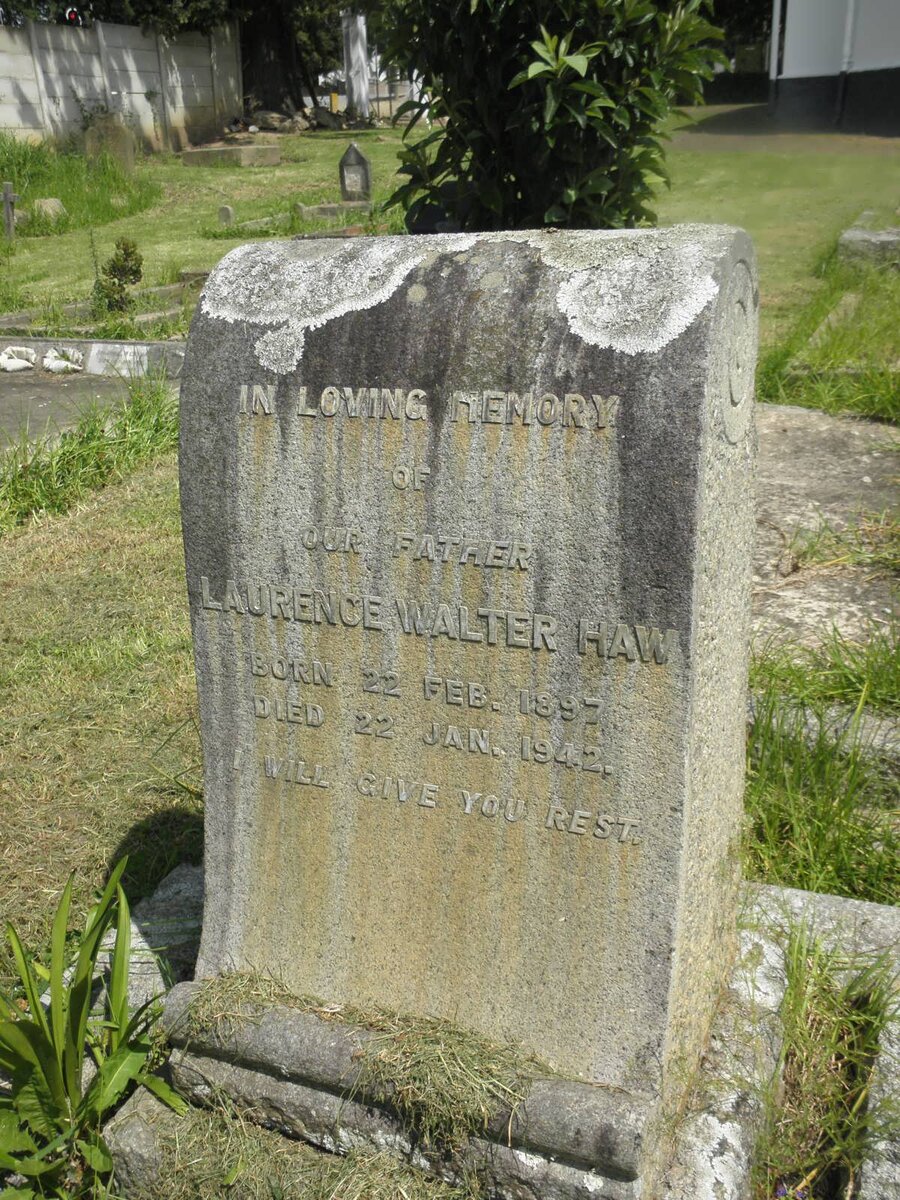 IN LOVING MEMORY
OF
OUR FATHER
LAURENCE WALTER HAW
BORN 22 FEB. 1897
DIED 22 JAN. 1942.
I WILL GIVE YOU REST.